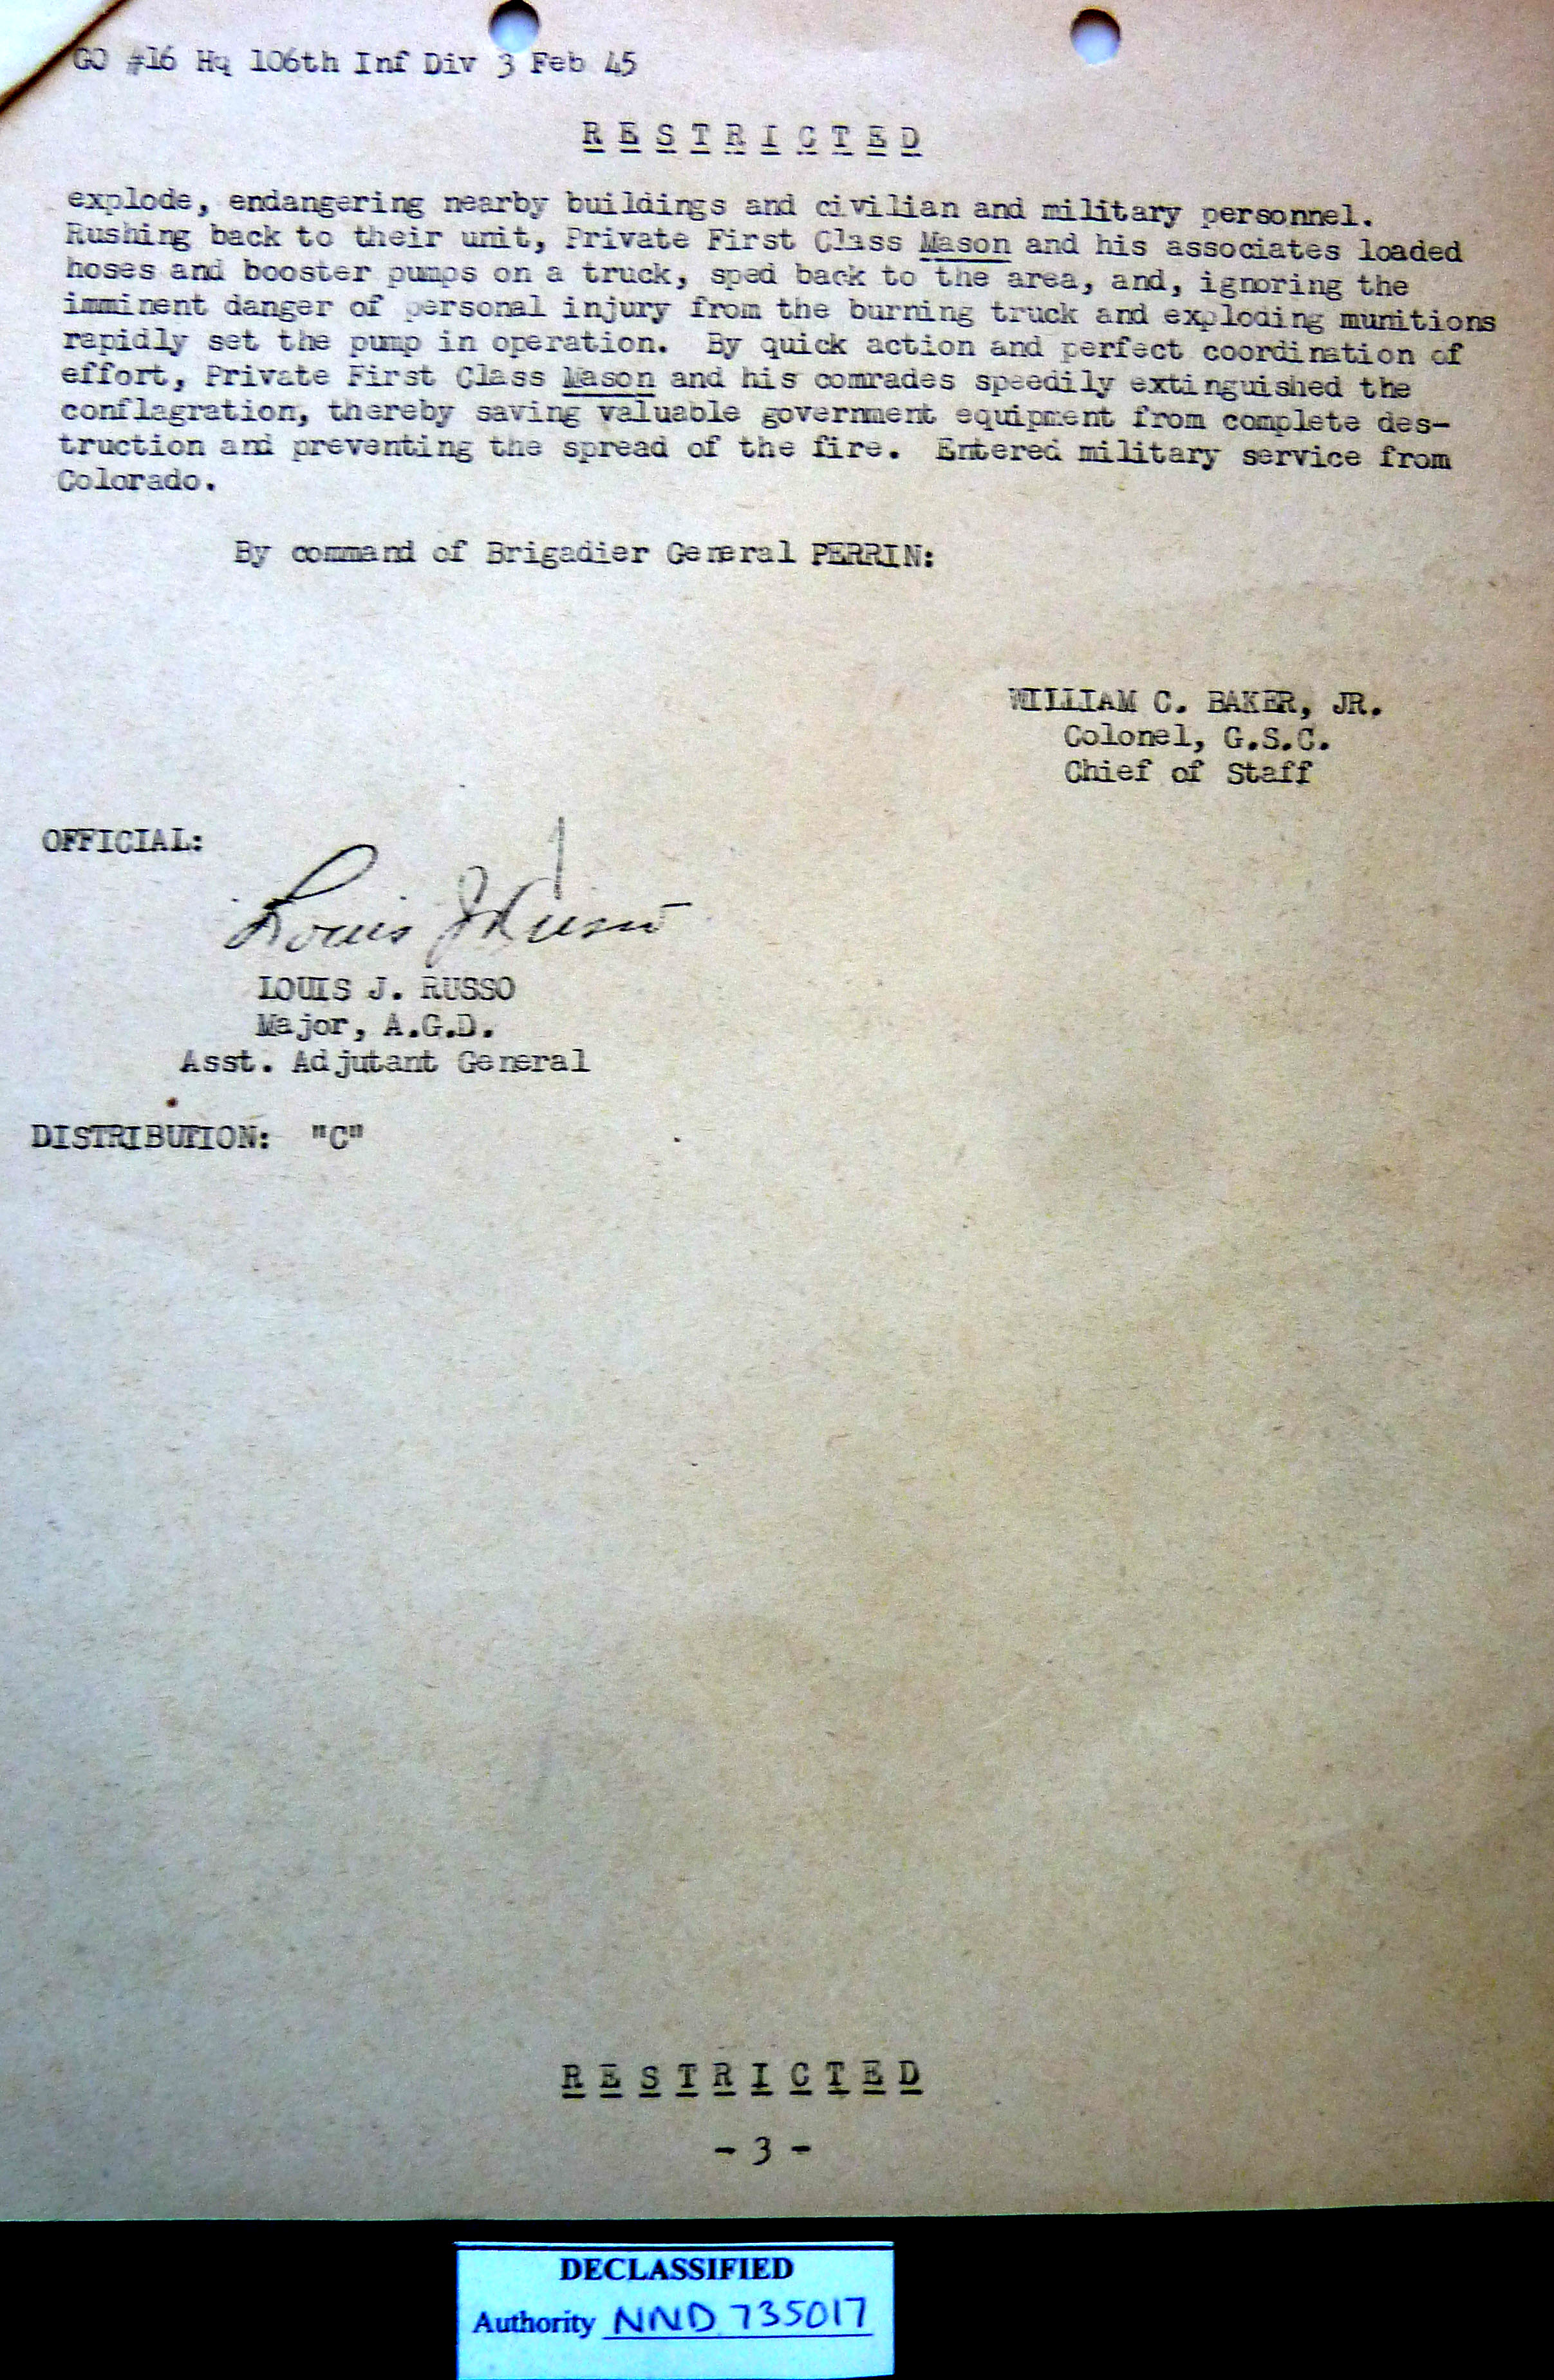 GO #16 Hq 106th Inf Div 3 Feb 45
R E S T R I C T E D
explode, endangering nearby buildings and civilian and military personnel.
Rushing back to their unit, Private First Class Mason and his associates loaded
hoses and booster pumps on a truck, sped back to the area, and, ignoring the
imminent danger of personal injury from the burning truck and exploding munitions
rapidly set the pump in operation. By quick action and perfect coordination of
effort, Private First Class Mason and his comrades speedily extinguished the
conflagration, thereby saving valuable government equipment from complete des-
truction and preventing the spread of the fire. Entered military service from
Colorado.
By command of Brigadier General PERRIN:
WILLIAM C. BAKER, JR.
Colonel, G.S.C.
Chief of Staff
OFFICIAL:
Louis J Russo
LOUIS J. RUSSO
Major, A.G.D.
Asst. Adjutant General
DISTRIBUTION: "C"
R E S T R I C T E D
- 3 -
DECLASSIFIED
Authority NND 735017